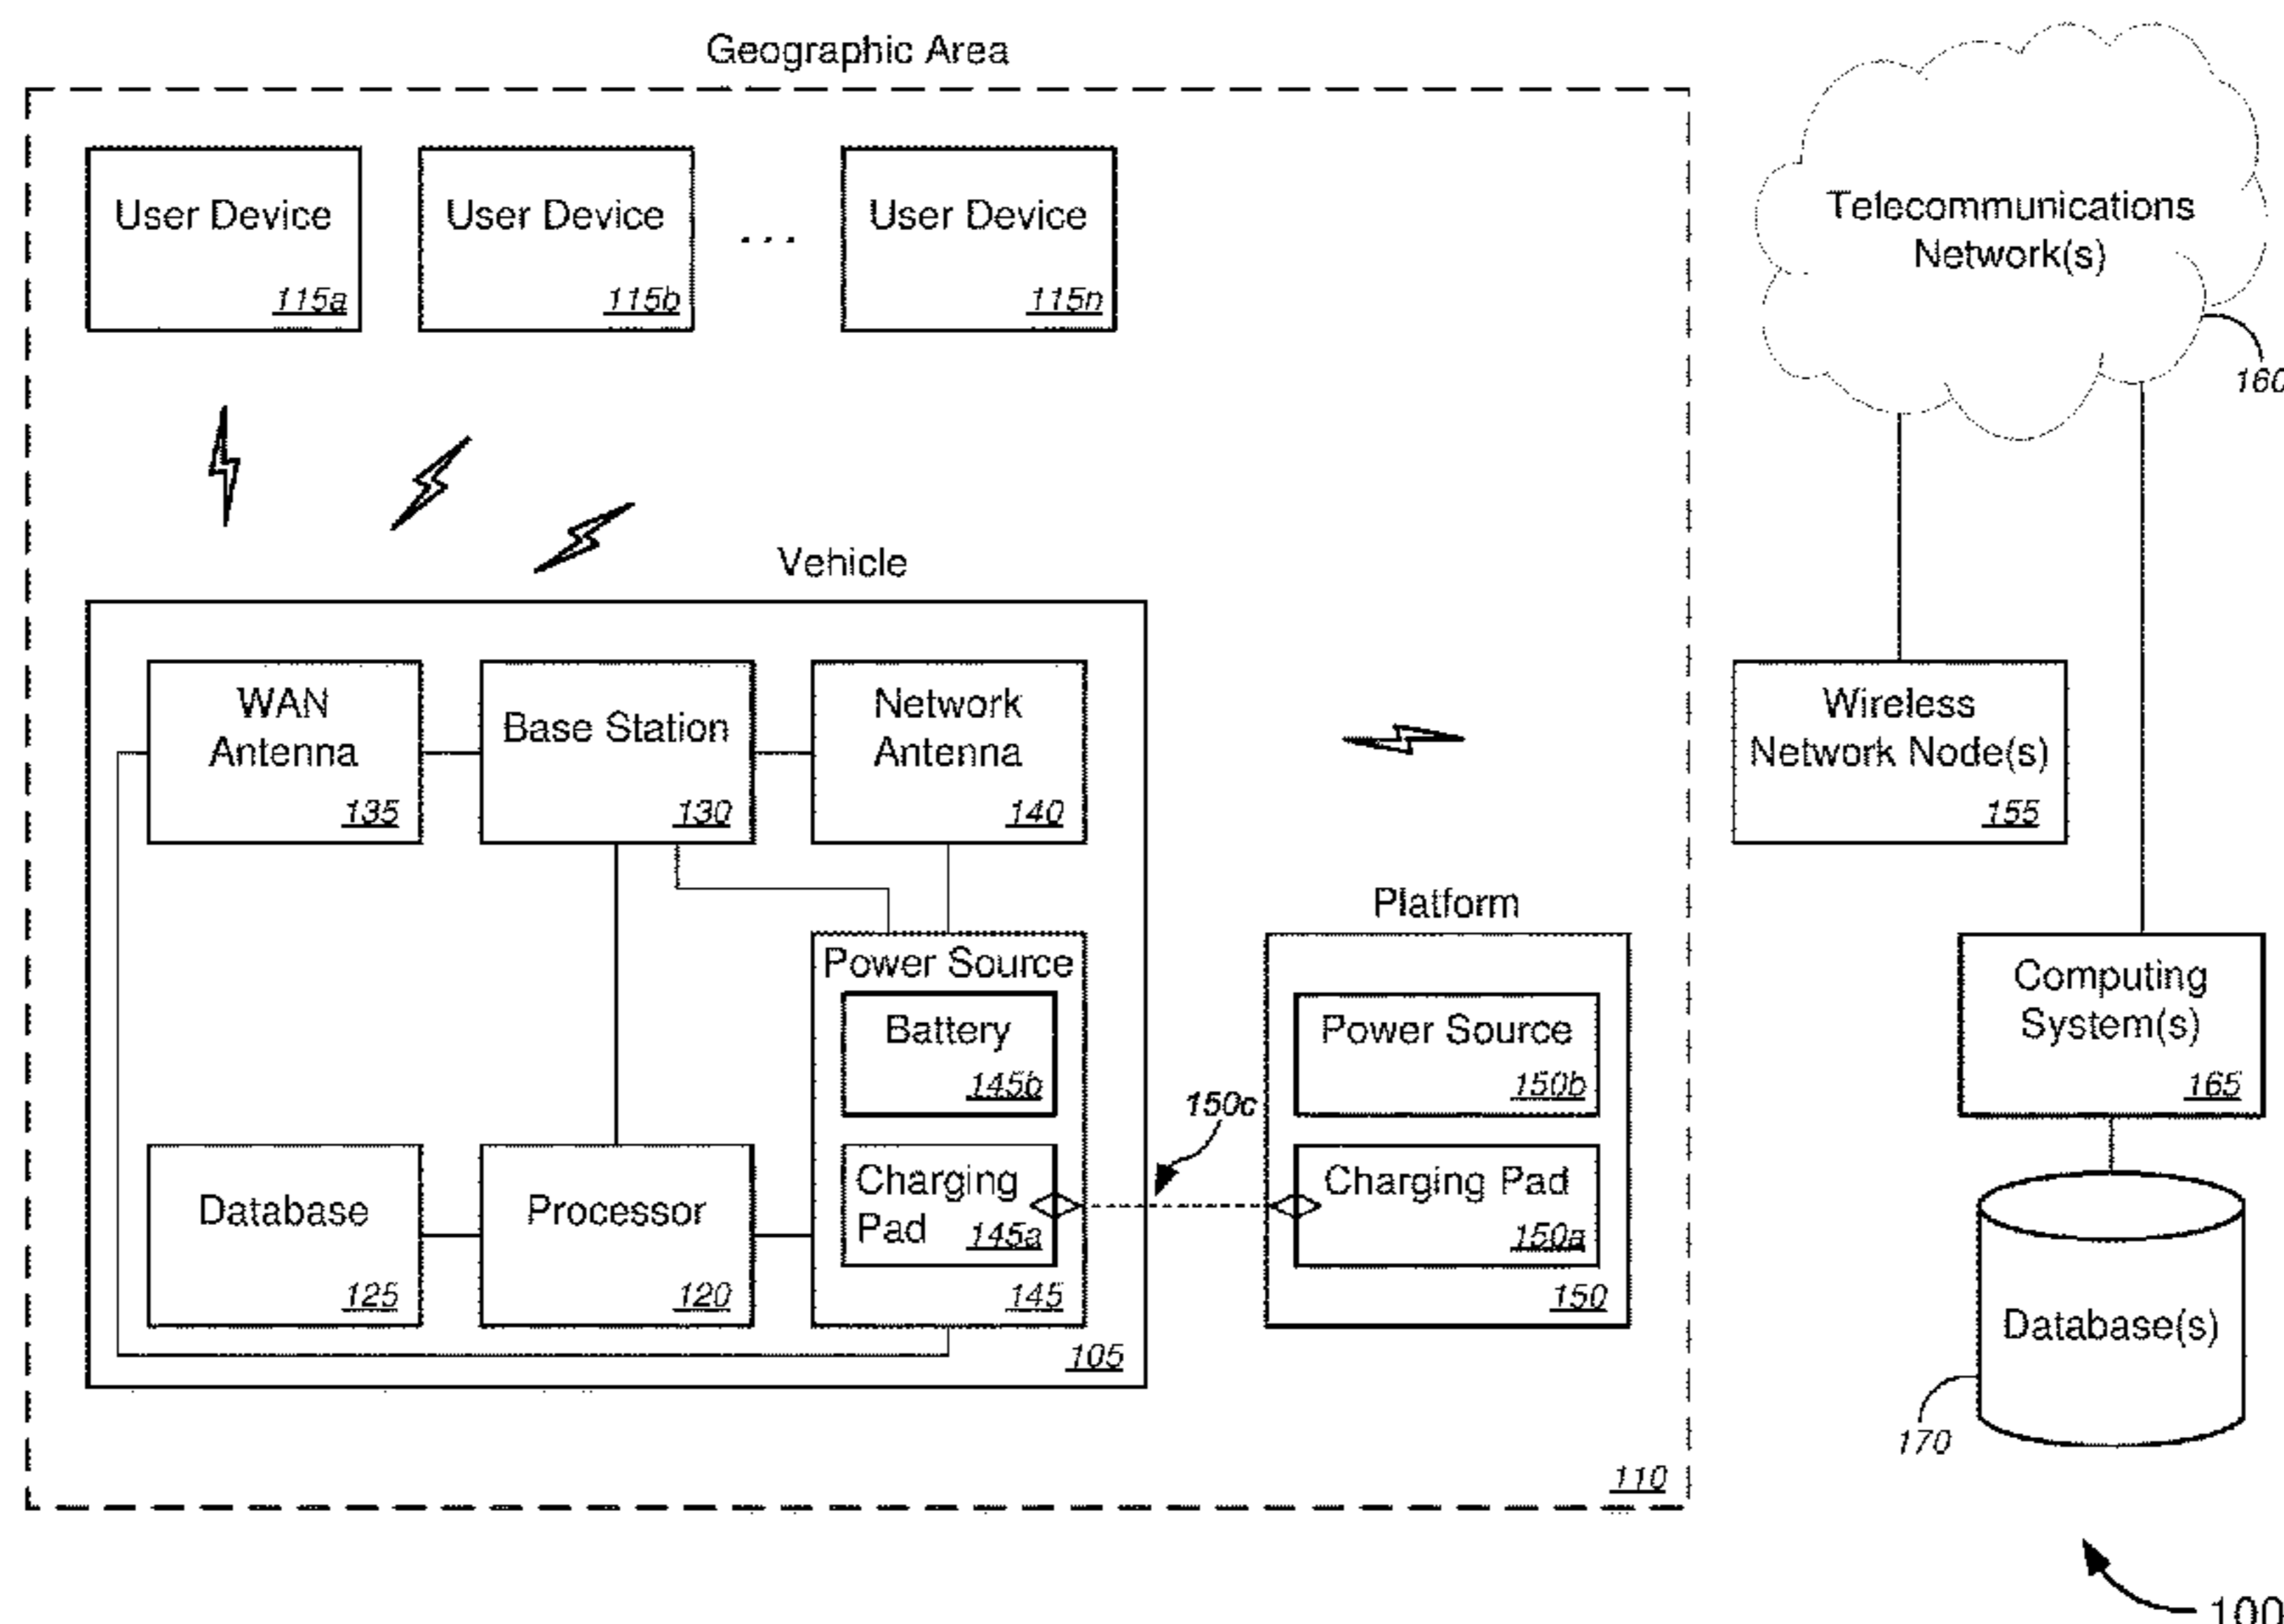 Geographic Area
User Device
115a
User Device
115b
...
User Device
115n
Telecommunications
Network(s)
160
Vehicle
WAN
Antenna
135
Base Station
130
Network
Antenna
140
Wireless
Network Node(s)
155
Power Source
Battery
145b
Charging
Pad
145a
145
Database
125
Processor
120
105
150c
Platform
Power Source
150b
Charging Pad
150a
150
Computing
System(s)
165
Database(s)
170
110
100